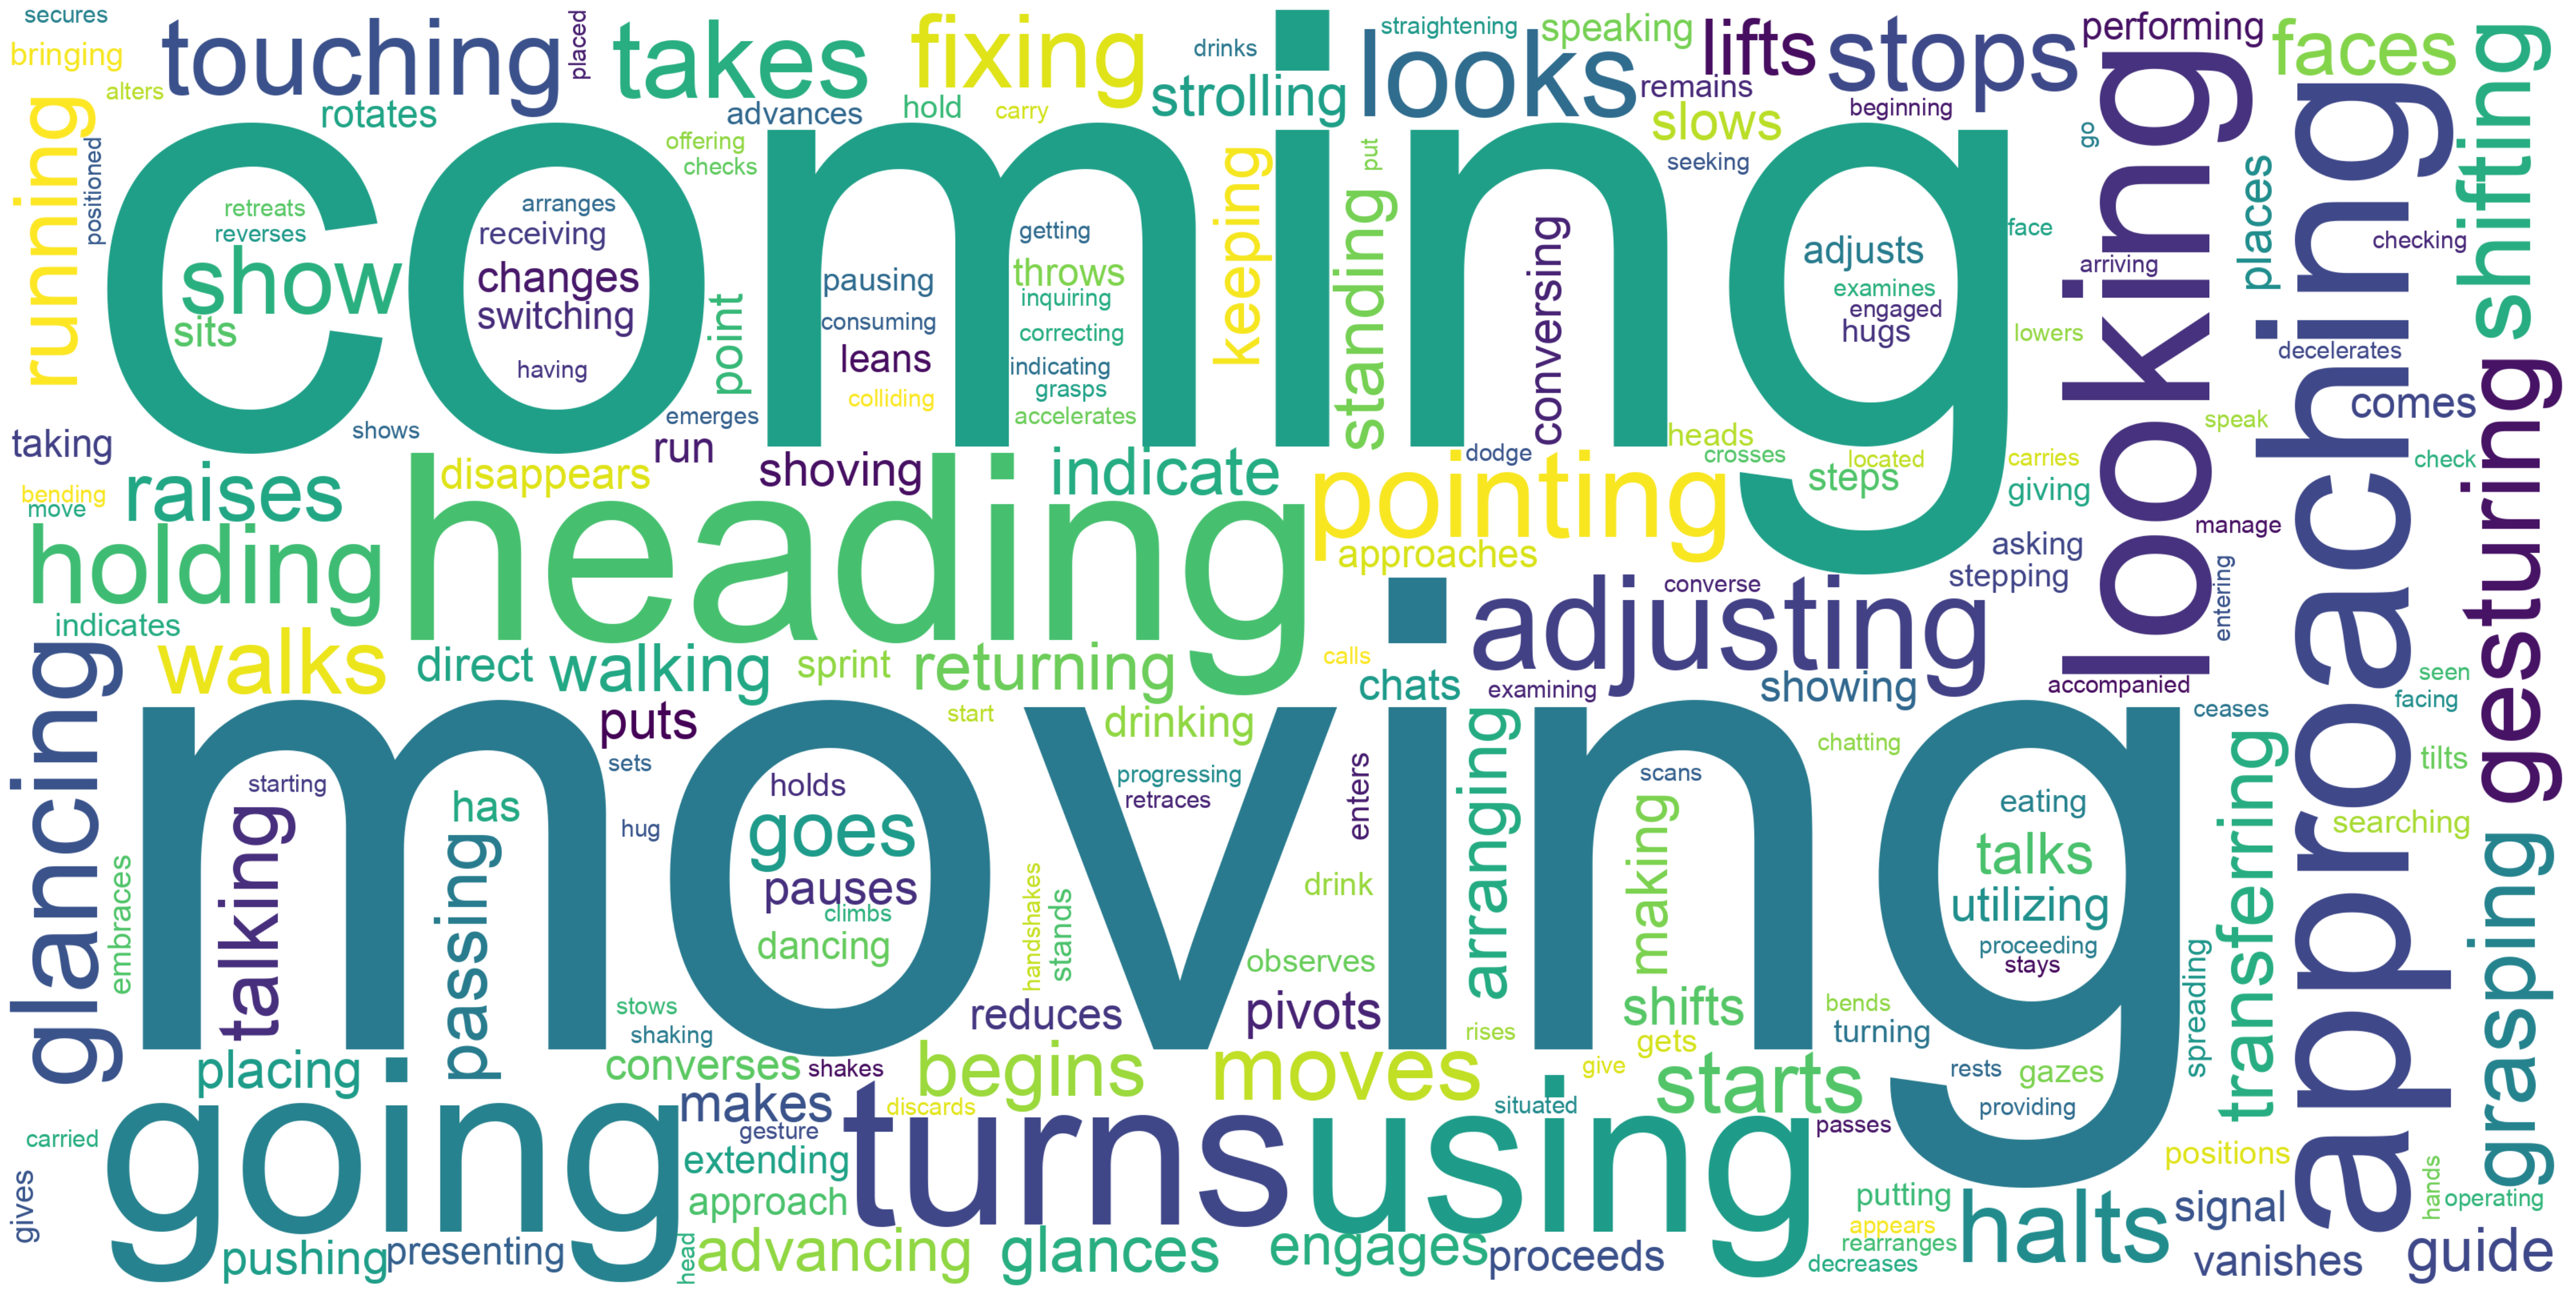 secures
bringing
alters
touching
placed
takes
fixing
drinks
strolling
straightening
looks
speaking
lifts
stops
performing
faces
shifting
running
positioned
rotates
advances
hold
carry
remains
slows
beginning
seeking
looking
go
places
approaching
checking
coming
offering
checks
retreats
reverses
show
sits
arranges
receiving
changes
switching
having
point
pausing
consuming
leans
colliding
getting
throws
inquiring
correcting
indicating
grasps
accelerates
keeping
put
standing
conversing
adjusts
examines
engaged
hugs
face
lowers
arriving
decelerates
comes
gesturing
taking
shows
emerges
run
raises
bending
move
disappears
shoving
indicate
pointing
dodge
heads
crosses
located
steps
carries
giving
speak
check
manage
holding
heading
approaches
asking
stepping
converse
adjusting
entering
indicates
walks
direct
walking
sprint
returning
calls
chats
examining
showing
accompanied
seen
facing
ceases
glancing
moving
puts
start
drinking
arranging
chatting
tilts
transferring
searching
grasping
starting
talking
has
passing
sets
hug
holds
goes
pauses
climbs
dancing
progressing
retraces
enters
scans
making
eating
talks
utilizing
proceeding
stays
embraces
handshakes
stands
drink
observes
stows
shaking
reduces
pivots
rises
shifts
gets
bends
turning
spreading
placing
converses
shakes
begins
moves
give
starts
rests
gazes
providing
going
makes
gesture
discards
turns
using
situated
passes
positions
carried
extending
approach
gives
pushing
presenting
head
advancing
glances
engages
proceeds
putting
appears
rearranges
decreases
halts
signal
vanishes
hands
operating
guide